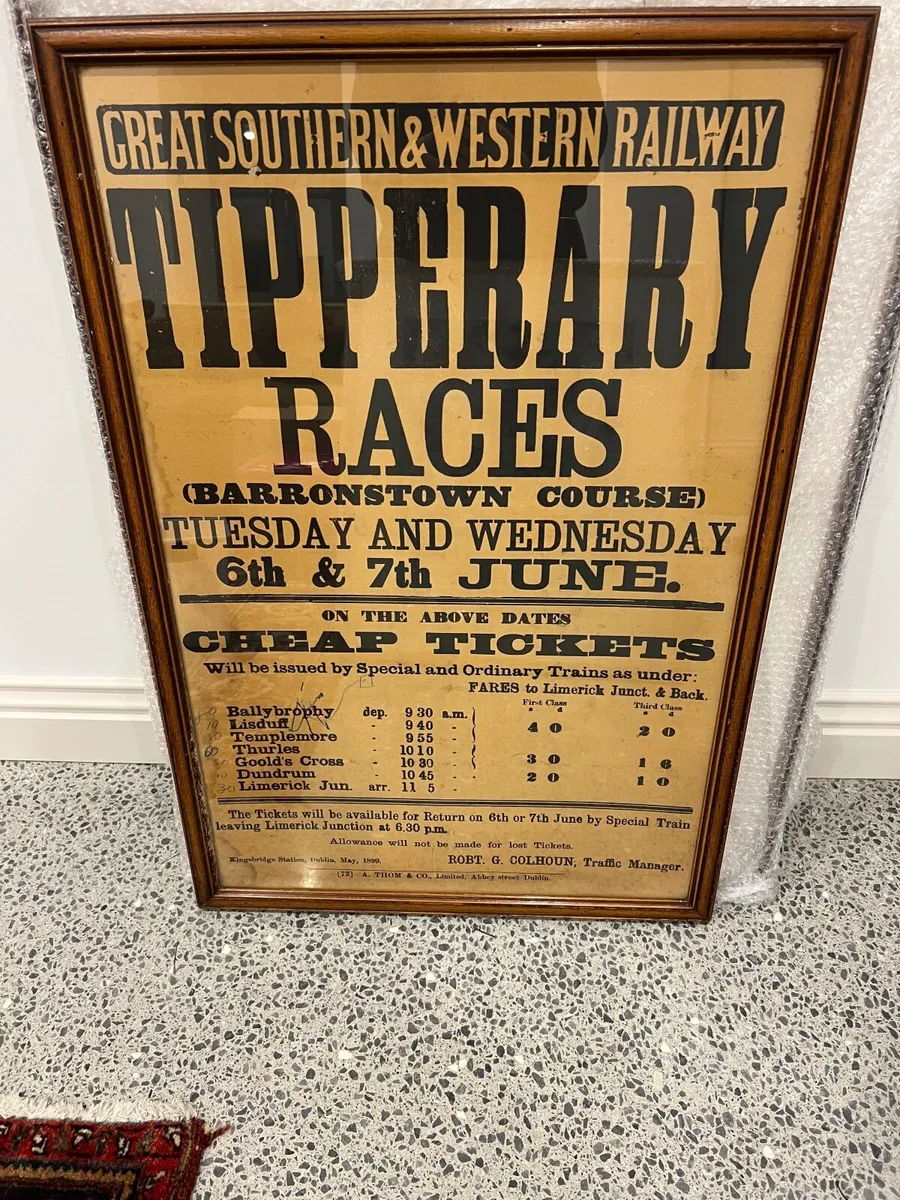 GREAT SOUTHERN & WESTERN RAILWAY
TIPPERARY
RACES
(BARRONSTOWN COURSE)
TUESDAY AND WEDNESDAY
6th & 7th JUNE.
ON THE ABOVE DATES
CHEAP TICKETS
Will be issued by Special and Ordinary Trains as under:
FARES to Limerick Junct. & Back.
First Class Third Class
s d s d
Ballybrophy dep. 9 30 a.m.
Lisduff - 9 40 - 4 0 2 0
Templemore - 9 55 -
Thurles - 10 10 -
Goold's Cross - 10 30 - 3 0 1 6
Dundrum - 10 45 - 2 0 1 0
Limerick Jun. arr. 11 5 -
The Tickets will be available for Return on 6th or 7th June by Special Train
leaving Limerick Junction at 6.30 p.m.
Allowance will not be made for lost Tickets.
Kingsbridge Station, Dublin, May, 1899. ROBT. G. COLHOUN, Traffic Manager.
[72] A. THOM & CO., Limited, Abbey street Dublin.